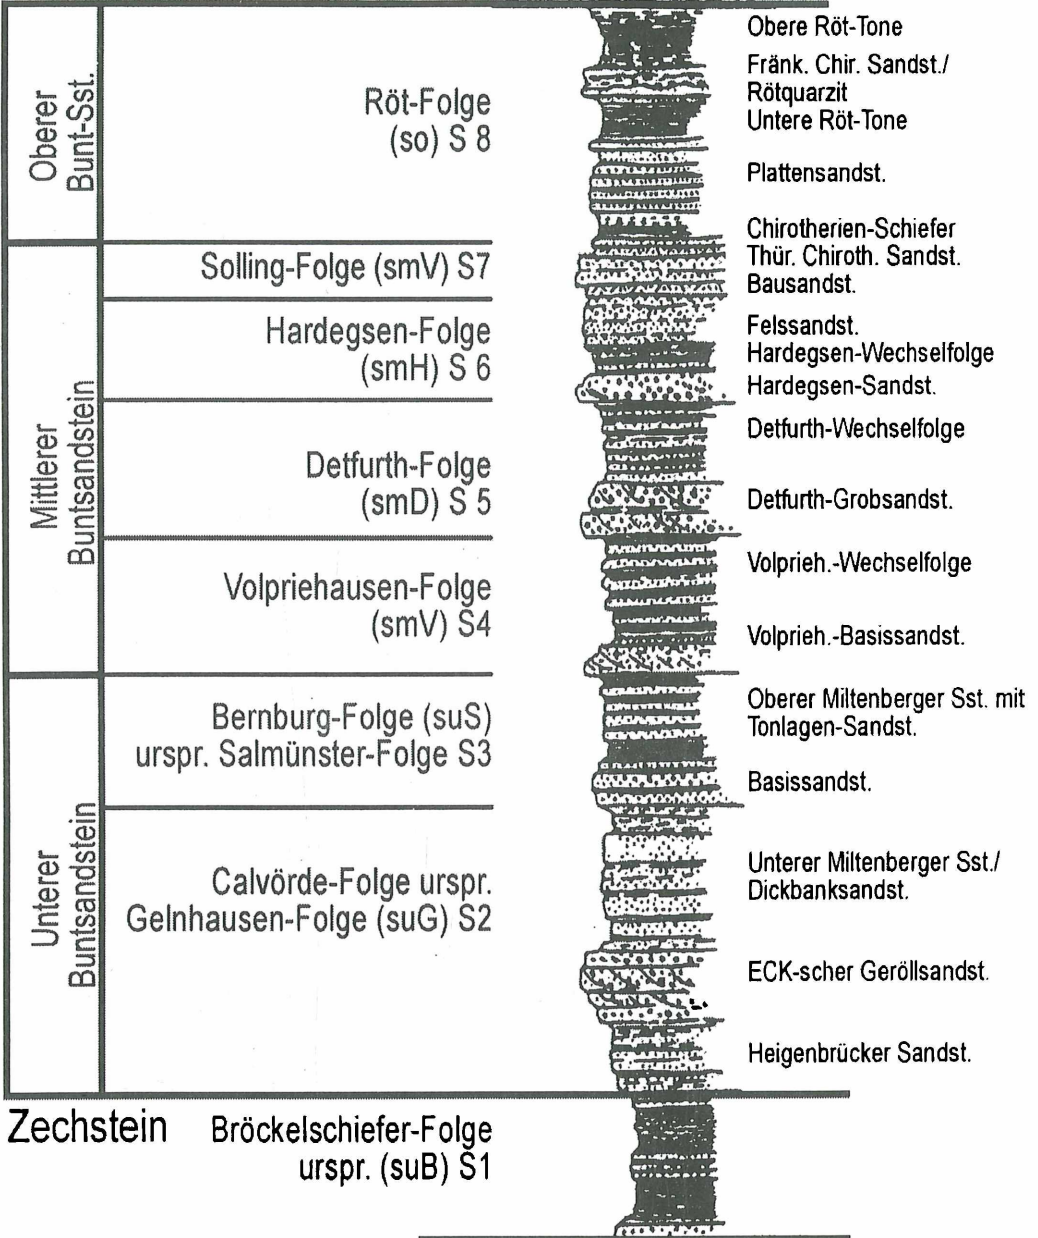 Oberer
Bunt-Sst.
Röt-Folge
(so) S 8
Obere Röt-Tone
Fränk. Chir. Sandst./
Rötquarzit
Untere Röt-Tone
Plattensandst.
Chirotherien-Schiefer
Mittlerer
Buntsandstein
Solling-Folge (smV) S7
Thür. Chiroth. Sandst.
Bausandst.
Hardegsen-Folge
(smH) S 6
Felssandst.
Hardegsen-Wechselfolge
Hardegsen-Sandst.
Detfurth-Folge
(smD) S 5
Detfurth-Wechselfolge
Detfurth-Grobsandst.
Volpriehausen-Folge
(smV) S4
Volprieh.-Wechselfolge
Volprieh.-Basissandst.
Unterer
Buntsandstein
Bernburg-Folge (suS)
urspr. Salmünster-Folge S3
Oberer Miltenberger Sst. mit
Tonlagen-Sandst.
Basissandst.
Calvörde-Folge urspr.
Gelnhausen-Folge (suG) S2
Unterer Miltenberger Sst./
Dickbanksandst.
ECK-scher Geröllsandst.
Heigenbrücker Sandst.
Zechstein
Bröckelschiefer-Folge
urspr. (suB) S1